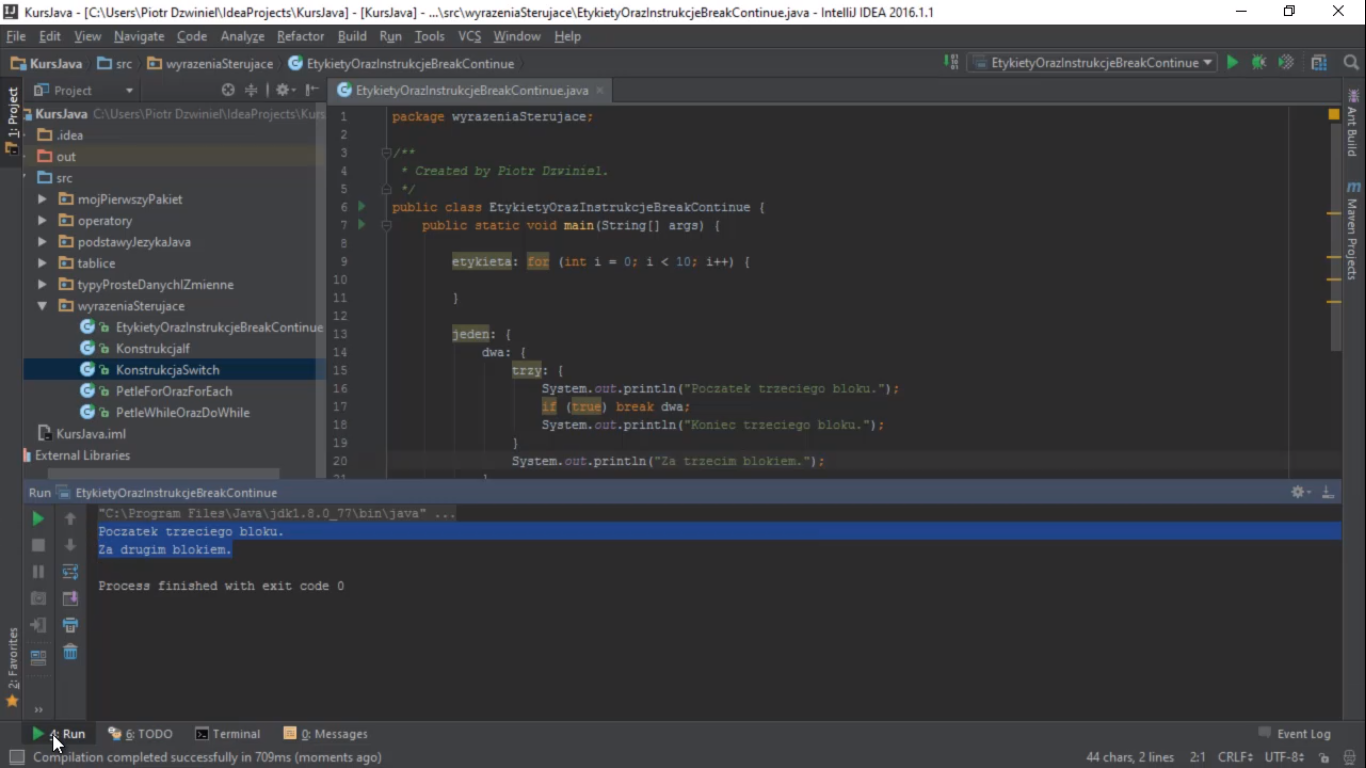 KursJava - [C:\Users\Piotr Dzwiniel\IdeaProjects\KursJava] - [KursJava] - ...\src\wyrazeniaSterujace\EtykietyOrazInstrukcjeBreakContinue.java - IntelliJ IDEA 2016.1.1
File Edit View Navigate Code Analyze Refactor Build Run Tools VCS Window Help
KursJava src wyrazeniaSterujace EtykietyOrazInstrukcjeBreakContinue EtykietyOrazInstrukcjeBreakContinue
1: Project
Project
EtykietyOrazInstrukcjeBreakContinue.java
KursJava C:\Users\Piotr Dzwiniel\IdeaProjects\Kurs
.idea
out
src
mojPierwszyPakiet
operatory
podstawyJezykaJava
tablice
typyProsteDanychIZmienne
wyrazeniaSterujace
EtykietyOrazInstrukcjeBreakContinue
KonstrukcjaIf
KonstrukcjaSwitch
PetleForOrazForEach
PetleWhileOrazDoWhile
KursJava.iml
External Libraries
1 package wyrazeniaSterujace;
2
3 /**
4 * Created by Piotr Dzwiniel.
5 */
6 public class EtykietyOrazInstrukcjeBreakContinue {
7 public static void main(String[] args) {
8
9 etykieta: for (int i = 0; i < 10; i++) {
10
11 }
12
13 jeden: {
14 dwa: {
15 trzy: {
16 System.out.println("Poczatek trzeciego bloku.");
17 if (true) break dwa;
18 System.out.println("Koniec trzeciego bloku.");
19 }
20 System.out.println("Za trzecim blokiem.");
21 }
Ant Build
Maven Projects
Run EtykietyOrazInstrukcjeBreakContinue
"C:\Program Files\Java\jdk1.8.0_77\bin\java" ...
Poczatek trzeciego bloku.
Za drugim blokiem.
Process finished with exit code 0
2: Favorites
4: Run 6: TODO Terminal 0: Messages Event Log
Compilation completed successfully in 709ms (moments ago) 44 chars, 2 lines 2:1 CRLF UTF-8